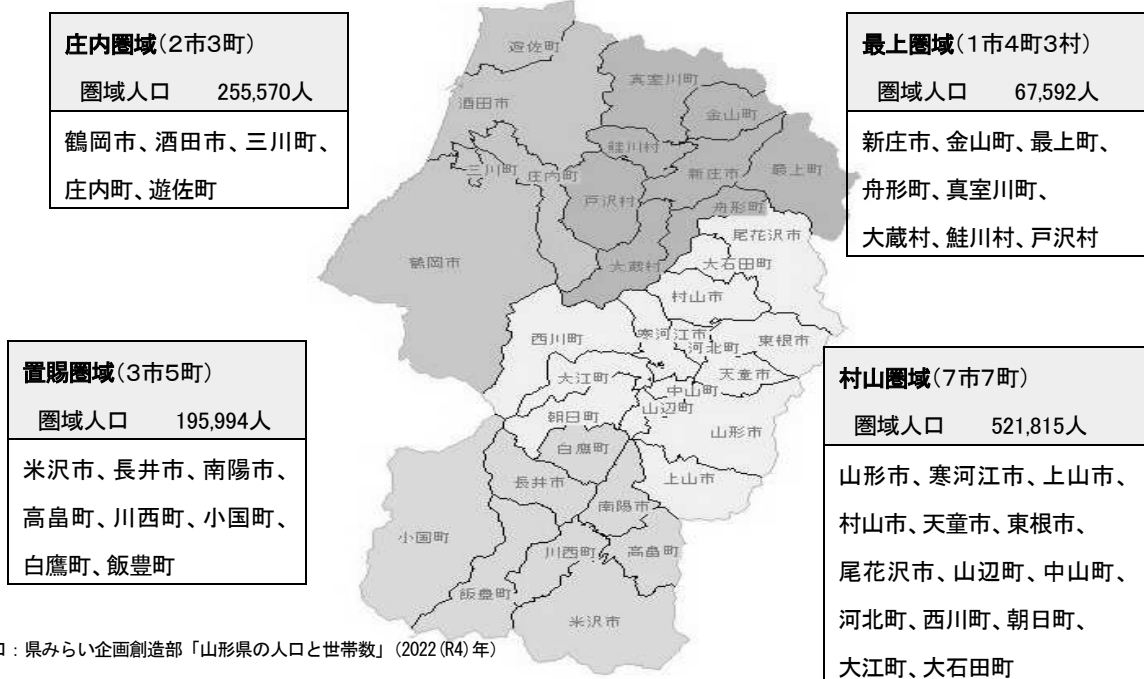 庄内圏域(2市3町)
圏域人口 255,570人
鶴岡市、酒田市、三川町、
庄内町、遊佐町
最上圏域(1市4町3村)
圏域人口 67,592人
新庄市、金山町、最上町、
舟形町、真室川町、
大蔵村、鮭川村、戸沢村
遊佐町
真室川町
酒田市
金山町
鮭川村
三川町
庄内町
新庄市
最上町
戸沢村
舟形町
尾花沢市
鶴岡市
大蔵村
大石田町
村山市
西川町
寒河江市
河北町
東根市
大江町
天童市
中山町
朝日町
山辺町
山形市
白鷹町
上山市
長井市
南陽市
小国町
川西町
高畠町
飯豊町
米沢市
置賜圏域(3市5町)
圏域人口 195,994人
米沢市、長井市、南陽市、
高畠町、川西町、小国町、
白鷹町、飯豊町
村山圏域(7市7町)
圏域人口 521,815人
山形市、寒河江市、上山市、
村山市、天童市、東根市、
尾花沢市、山辺町、中山町、
河北町、西川町、朝日町、
大江町、大石田町
口：県みらい企画創造部「山形県の人口と世帯数」(2022(R4)年)